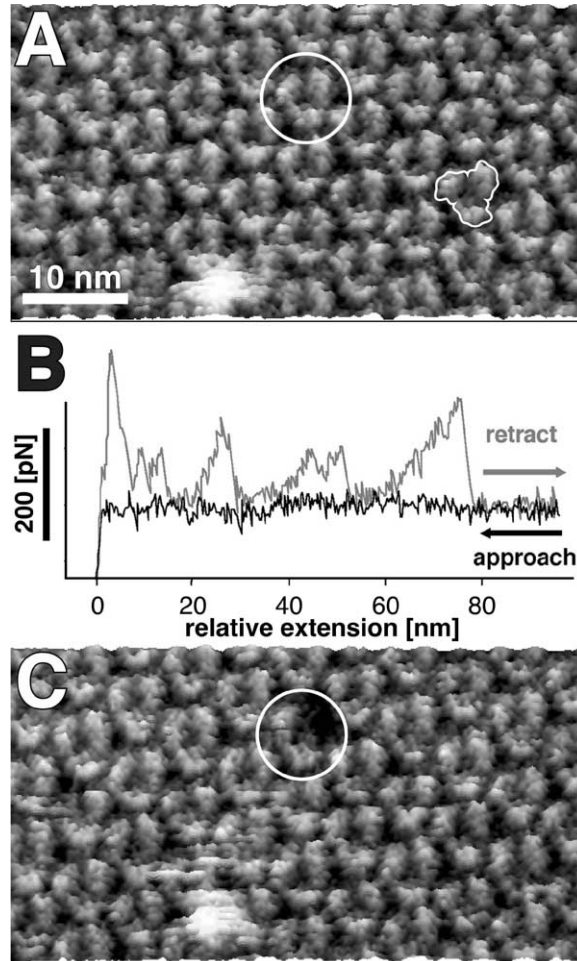 A
10 nm
B
200 [pN]
retract
approach
0 20 40 60 80
relative extension [nm]
C